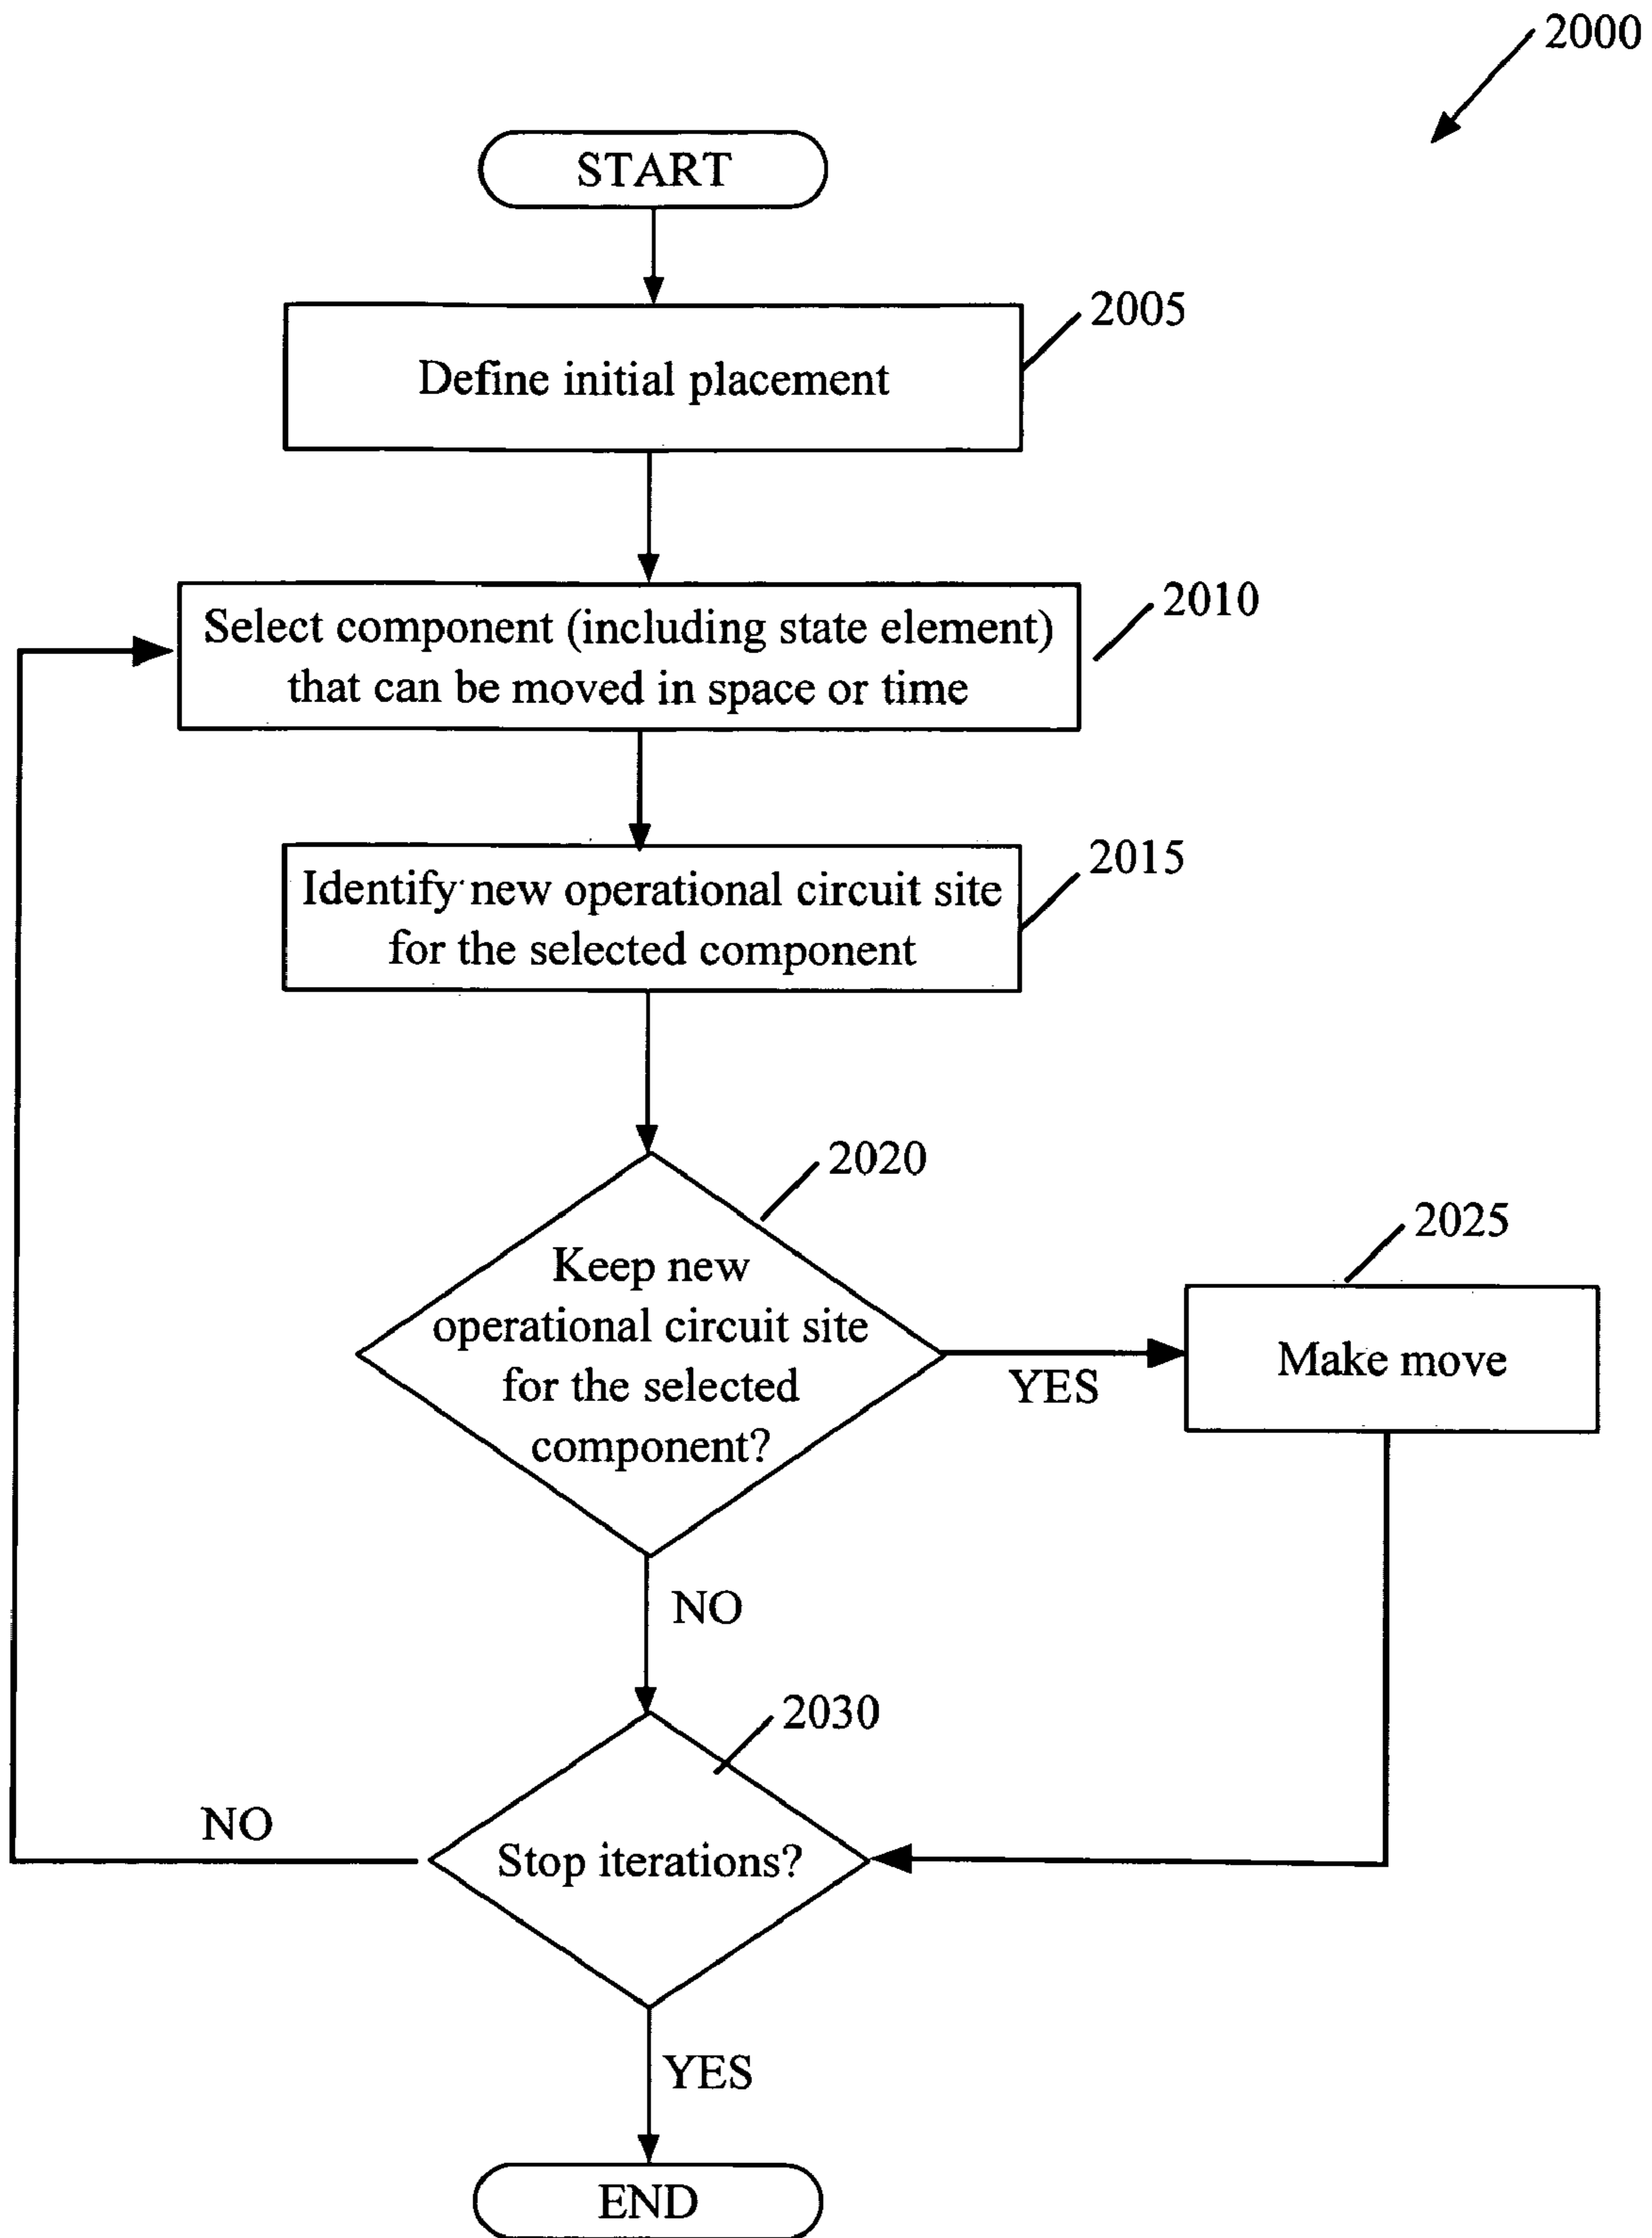 2000
START
2005
Define initial placement
2010
Select component (including state element)
that can be moved in space or time
2015
Identify new operational circuit site
for the selected component
2020
Keep new
operational circuit site
for the selected
component?
YES
2025
Make move
NO
2030
Stop iterations?
NO
YES
END